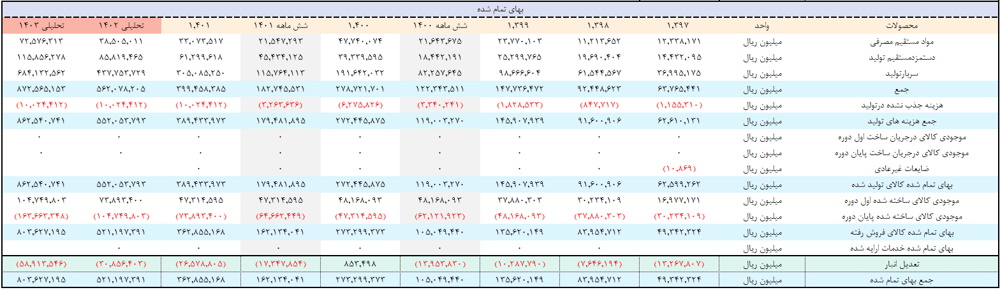 بهای تمام شده
محصولات واحد ۱,۳۹۷ ۱,۳۹۸ ۱,۳۹۹ شش ماهه ۱۴۰۰ ۱,۴۰۰ شش ماهه ۱۴۰۱ ۱,۴۰۱ تحلیلی ۱۴۰۲ تحلیلی ۱۴۰۳
مواد مستقیم مصرفی میلیون ریال ۱۲,۳۳۸,۱۷۱ ۱۱,۲۱۳,۶۵۲ ۲۳,۷۷۰,۱۰۳ ۲۱,۶۴۳,۶۷۵ ۴۷,۷۴۰,۰۷۴ ۲۱,۵۴۷,۲۹۳ ۳۳,۰۷۳,۵۱۷ ۳۸,۵۰۵,۰۱۱ ۷۲,۵۷۶,۳۱۳
دستمزدمستقیم تولید میلیون ریال ۱۴,۴۳۲,۰۹۵ ۱۹,۶۹۰,۴۰۴ ۲۵,۲۹۹,۷۶۵ ۱۸,۴۴۲,۱۹۱ ۳۹,۳۳۹,۵۹۵ ۴۵,۴۳۴,۱۲۵ ۶۱,۲۹۹,۶۱۸ ۸۵,۸۱۹,۴۶۵ ۱۱۵,۸۵۶,۲۷۸
سربارتولید میلیون ریال ۳۶,۹۹۵,۱۷۵ ۶۱,۵۴۴,۵۶۷ ۹۸,۶۶۶,۶۰۴ ۸۲,۲۵۷,۶۴۵ ۱۹۱,۶۴۲,۰۳۲ ۱۱۵,۷۶۴,۱۱۳ ۳۰۵,۰۸۵,۲۵۰ ۴۳۷,۷۵۳,۷۲۹ ۶۸۴,۱۳۲,۵۶۲
جمع میلیون ریال ۶۳,۷۶۵,۴۴۱ ۹۲,۴۴۸,۶۲۳ ۱۴۷,۷۳۶,۴۷۲ ۱۲۲,۳۴۳,۵۱۱ ۲۷۸,۷۲۱,۷۰۱ ۱۸۲,۷۴۵,۵۳۱ ۳۹۹,۴۵۸,۳۸۵ ۵۶۲,۰۷۸,۲۰۵ ۸۷۲,۵۶۵,۱۵۳
هزینه جذب نشده درتولید میلیون ریال (۱,۱۵۵,۳۱۰) (۸۴۷,۷۱۷) (۱,۸۲۸,۵۳۳) (۳,۳۴۰,۲۴۱) (۶,۲۷۵,۸۲۶) (۳,۲۶۳,۶۳۶) (۱۰,۰۲۴,۴۱۲) (۱۰,۰۲۴,۴۱۲) (۱۰,۰۲۴,۴۱۲)
جمع هزینه های تولید میلیون ریال ۶۲,۶۱۰,۱۳۱ ۹۱,۶۰۰,۹۰۶ ۱۴۵,۹۰۷,۹۳۹ ۱۱۹,۰۰۳,۲۷۰ ۲۷۲,۴۴۵,۸۷۵ ۱۷۹,۴۸۱,۸۹۵ ۳۸۹,۴۳۳,۹۷۳ ۵۵۲,۰۵۳,۷۹۳ ۸۶۲,۵۴۰,۷۴۱
موجودی کالای درجریان ساخت اول دوره میلیون ریال ۰ ۰ ۰ ۰ ۰ ۰ ۰ ۰ ۰
موجودی کالای درجریان ساخت پایان دوره میلیون ریال ۰ ۰ ۰ ۰ ۰ ۰ ۰ ۰ ۰
ضایعات غیرعادی میلیون ریال (۱۰,۸۶۹) ۰ ۰ ۰ ۰ ۰ ۰
بهای تمام شده کالای تولید شده میلیون ریال ۶۲,۵۹۹,۲۶۲ ۹۱,۶۰۰,۹۰۶ ۱۴۵,۹۰۷,۹۳۹ ۱۱۹,۰۰۳,۲۷۰ ۲۷۲,۴۴۵,۸۷۵ ۱۷۹,۴۸۱,۸۹۵ ۳۸۹,۴۳۳,۹۷۳ ۵۵۲,۰۵۳,۷۹۳ ۸۶۲,۵۴۰,۷۴۱
موجودی کالای ساخته شده اول دوره میلیون ریال ۱۶,۹۷۷,۱۷۱ ۳۰,۲۳۴,۱۰۹ ۳۷,۸۸۰,۳۰۳ ۴۸,۱۶۸,۰۹۳ ۴۸,۱۶۸,۰۹۳ ۴۷,۳۱۴,۵۹۵ ۴۷,۳۱۴,۵۹۵ ۷۳,۸۹۳,۴۰۰ ۱۰۴,۷۴۹,۸۰۳
موجودی کالای ساخته شده پایان دوره میلیون ریال (۳۰,۲۳۴,۱۰۹) (۳۷,۸۸۰,۳۰۳) (۴۸,۱۶۸,۰۹۳) (۶۲,۱۲۱,۹۲۳) (۴۷,۳۱۴,۵۹۵) (۶۴,۶۶۲,۴۴۹) (۷۳,۸۹۳,۴۰۰) (۱۰۴,۷۴۹,۸۰۳) (۱۶۳,۶۶۳,۳۴۸)
بهای تمام شده کالای فروش رفته میلیون ریال ۴۹,۳۴۲,۳۲۴ ۸۳,۹۵۴,۷۱۲ ۱۳۵,۶۲۰,۱۴۹ ۱۰۵,۰۴۹,۴۴۰ ۲۷۳,۲۹۹,۳۷۳ ۱۶۲,۱۳۴,۰۴۱ ۳۶۲,۸۵۵,۱۶۸ ۵۲۱,۱۹۷,۳۹۱ ۸۰۳,۶۲۷,۱۹۵
بهای تمام شده خدمات ارایه شده میلیون ریال ۰ ۰ ۰ ۰ ۰ ۰ ۰ ۰
تعدیل انبار میلیون ریال (۱۳,۲۶۷,۸۰۷) (۷,۶۴۶,۱۹۴) (۱۰,۲۸۷,۷۹۰) (۱۳,۹۵۳,۸۳۰) ۸۵۳,۴۹۸ (۱۷,۳۴۷,۸۵۴) (۲۶,۵۷۸,۸۰۵) (۳۰,۸۵۶,۴۰۳) (۵۸,۹۱۳,۵۴۶)
جمع بهای تمام شده میلیون ریال ۴۹,۳۴۲,۳۲۴ ۸۳,۹۵۴,۷۱۲ ۱۳۵,۶۲۰,۱۴۹ ۱۰۵,۰۴۹,۴۴۰ ۲۷۳,۲۹۹,۳۷۳ ۱۶۲,۱۳۴,۰۴۱ ۳۶۲,۸۵۵,۱۶۸ ۵۲۱,۱۹۷,۳۹۱ ۸۰۳,۶۲۷,۱۹۵